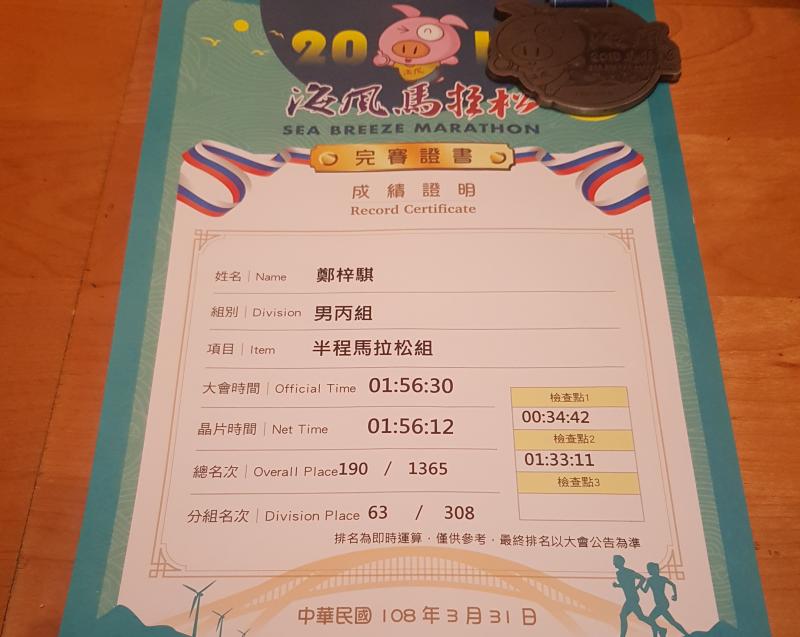 201
海風
海風馬拉松
SEA BREEZE MARATHON
完賽證書
成績證明
Record Certificate
姓名 | Name 鄭梓騏
組別 | Division 男丙組
項目 | Item 半程馬拉松組
大會時間 | Official Time 01:56:30
檢查點1
00:34:42
晶片時間 | Net Time 01:56:12
檢查點2
01:33:11
總名次 | Overall Place 190 / 1365
檢查點3
分組名次 | Division Place 63 / 308
排名為即時運算，僅供參考，最終排名以大會公告為準
中華民國 108 年 3 月 31 日